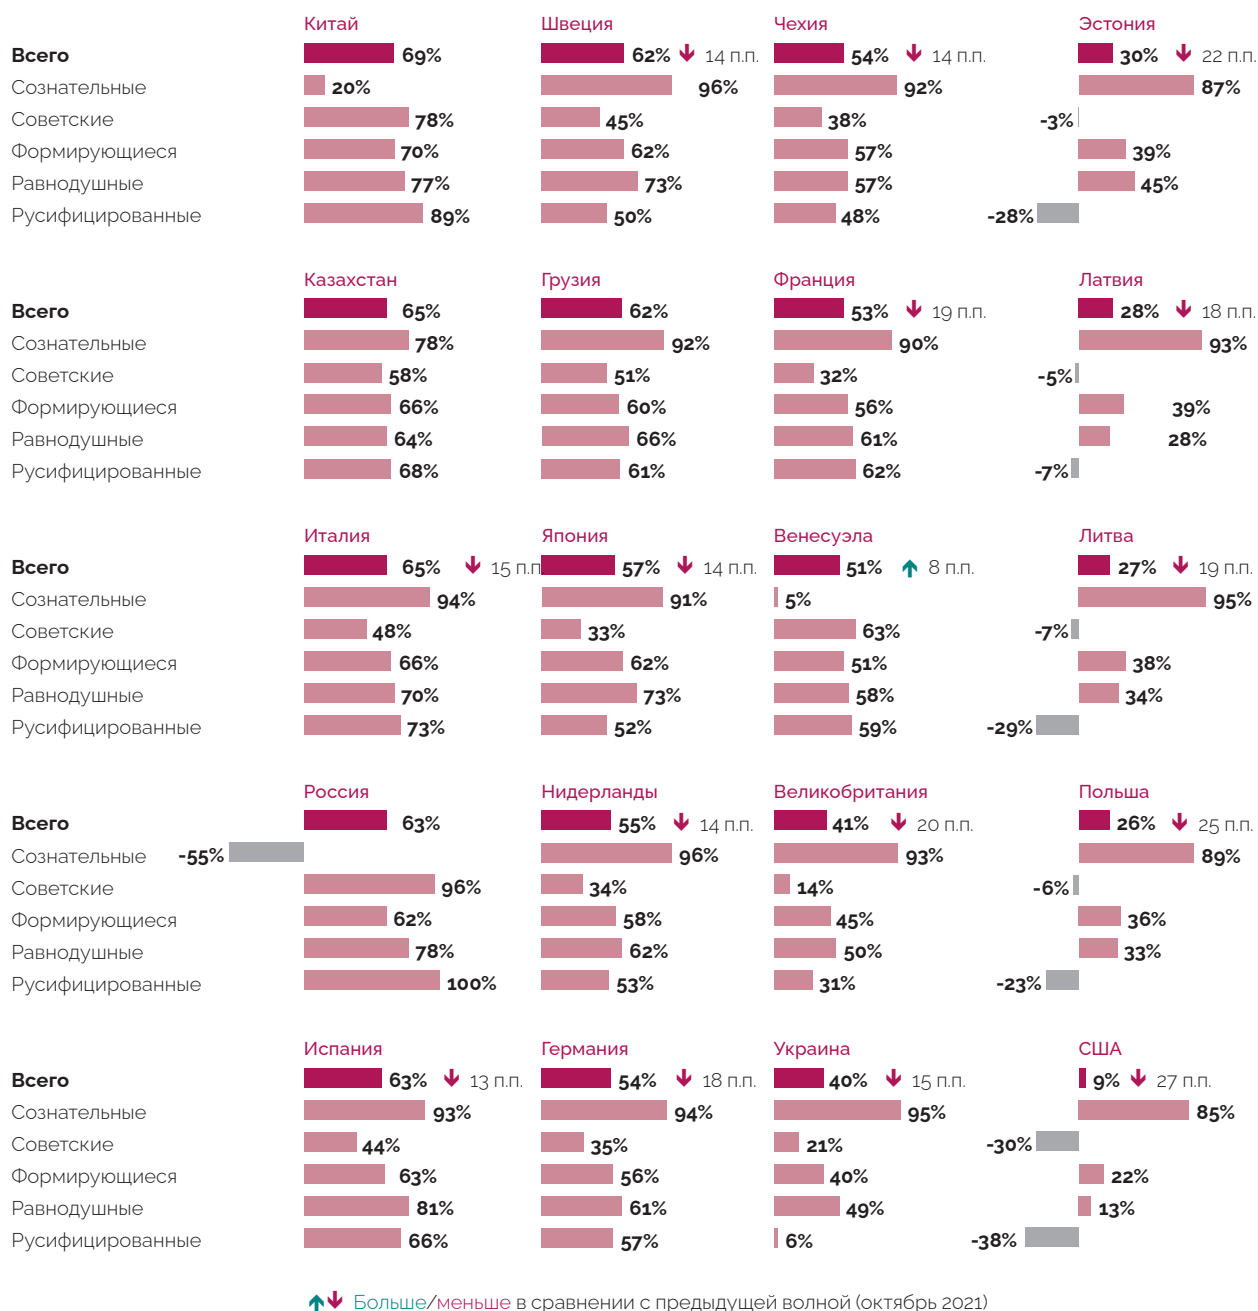 Китай Швеция Чехия Эстония
Всего 69% 62% 14 п.п. 54% 14 п.п. 30% 22 п.п.
Сознательные 20% 96% 92% 87%
Советские 78% 45% 38% -3%
Формирующиеся 70% 62% 57% 39%
Равнодушные 77% 73% 57% 45%
Русифицированные 89% 50% 48% -28%
Казахстан Грузия Франция Латвия
Всего 65% 62% 53% 19 п.п. 28% 18 п.п.
Сознательные 78% 92% 90% 93%
Советские 58% 51% 32% -5%
Формирующиеся 66% 60% 56% 39%
Равнодушные 64% 66% 61% 28%
Русифицированные 68% 61% 62% -7%
Италия Япония Венесуэла Литва
Всего 65% 15 п.п 57% 14 п.п. 51% 8 п.п. 27% 19 п.п.
Сознательные 94% 91% 5% 95%
Советские 48% 33% 63% -7%
Формирующиеся 66% 62% 51% 38%
Равнодушные 70% 73% 58% 34%
Русифицированные 73% 52% 59% -29%
Россия Нидерланды Великобритания Польша
Всего 63% 55% 14 п.п. 41% 20 п.п. 26% 25 п.п.
Сознательные -55% 96% 93% 89%
Советские 96% 34% 14% -6%
Формирующиеся 62% 58% 45% 36%
Равнодушные 78% 62% 50% 33%
Русифицированные 100% 53% 31% -23%
Испания Германия Украина США
Всего 63% 13 п.п. 54% 18 п.п. 40% 15 п.п. 9% 27 п.п.
Сознательные 93% 94% 95% 85%
Советские 44% 35% 21% -30%
Формирующиеся 63% 56% 40% 22%
Равнодушные 81% 61% 49% 13%
Русифицированные 66% 57% 6% -38%
Больше/меньше в сравнении с предыдущей волной (октябрь 2021)